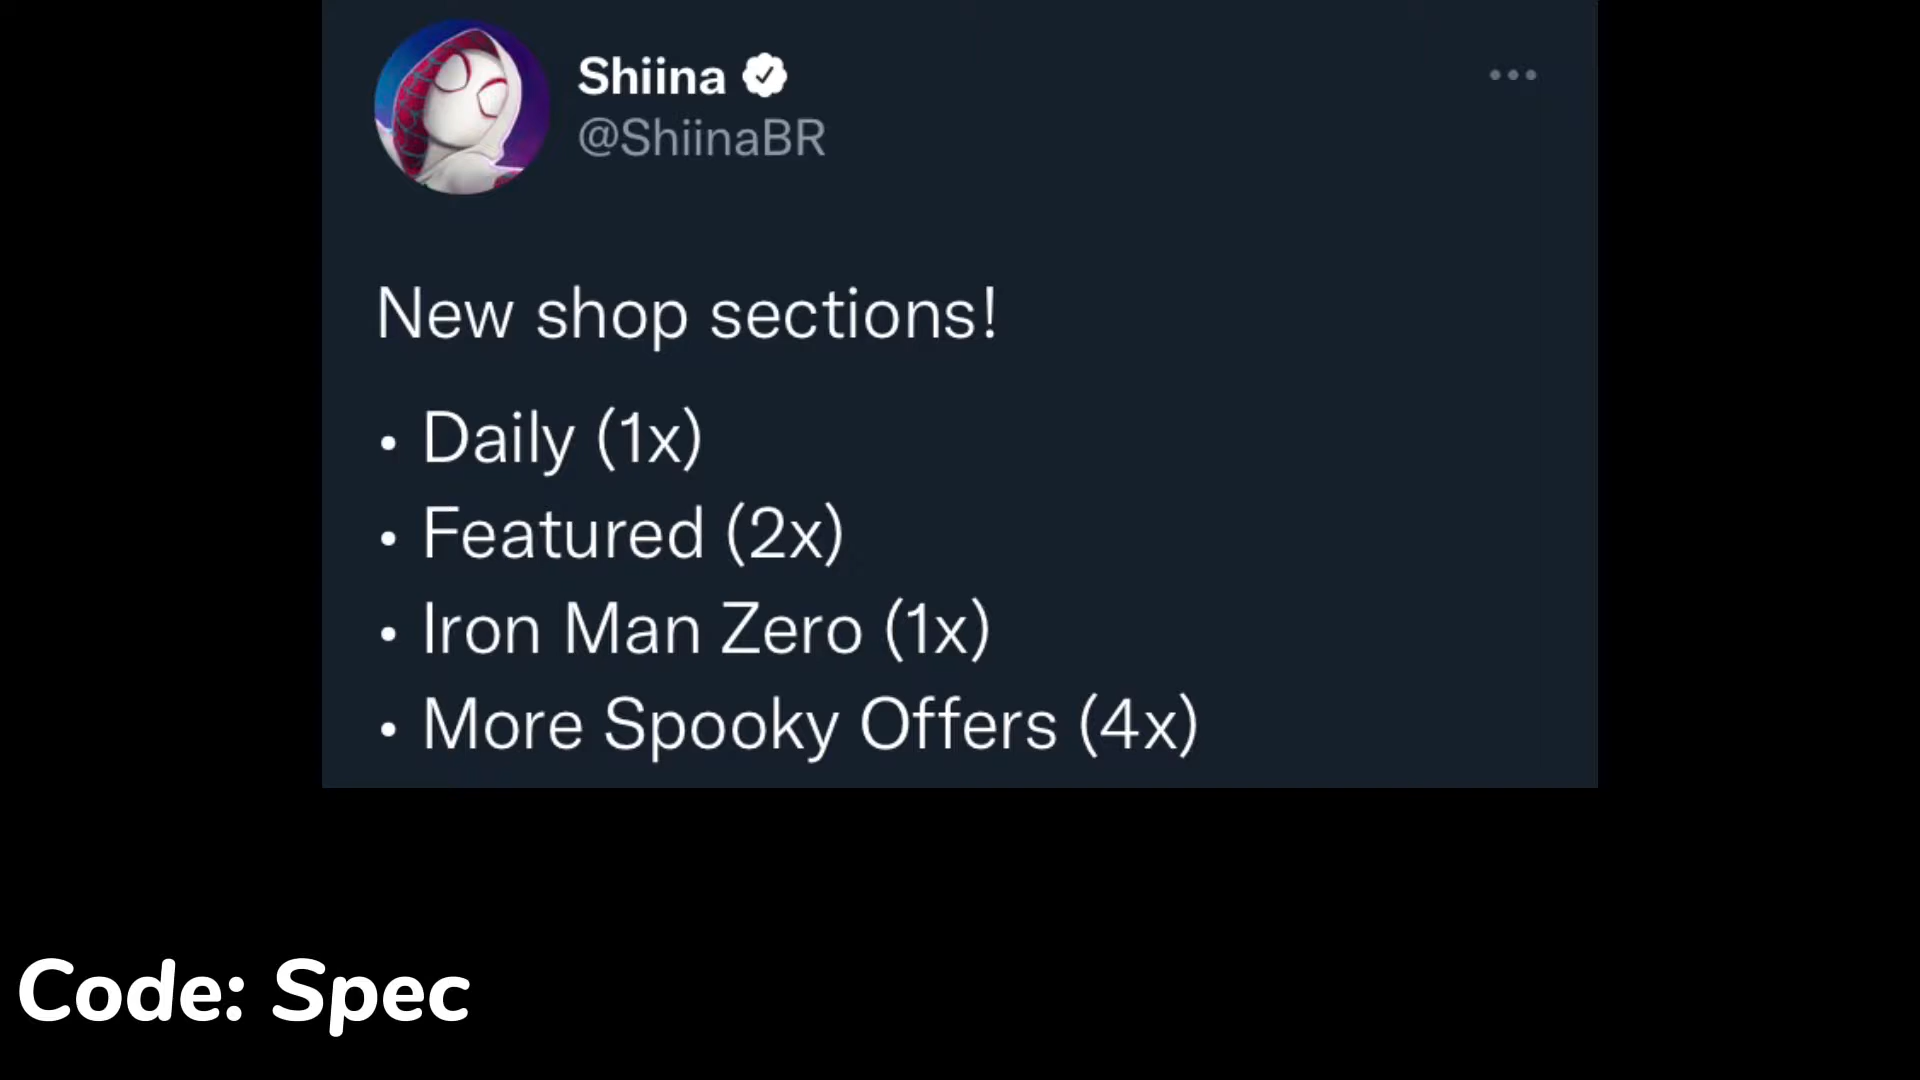 Shiina
@ShiinaBR
New shop sections!
• Daily (1x)
• Featured (2x)
• Iron Man Zero (1x)
• More Spooky Offers (4x)
Code: Spec